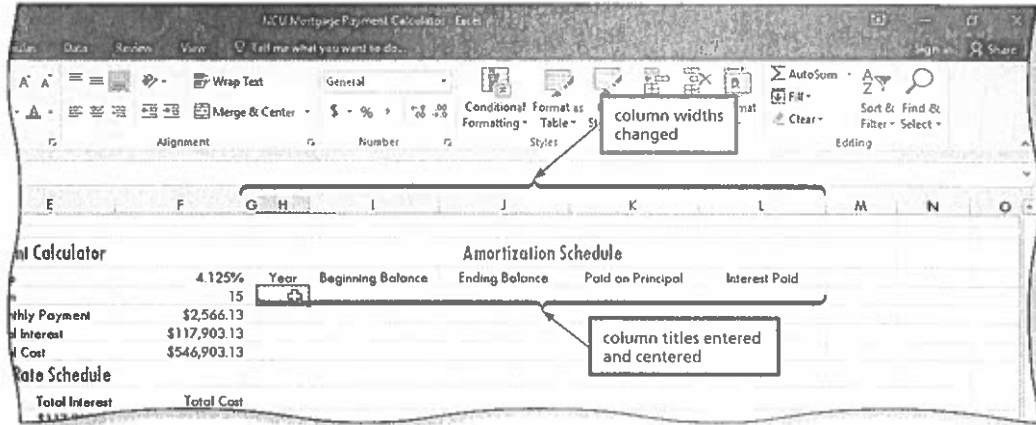 NCU Mortgage Payment Calculator - Excel
Data Review View Tell me what you want to do... Sign in Share
A A Wrap Text General AutoSum
A Merge & Center $ % , Conditional Format as Fill Sort & Find &
Formatting Table Clear Filter Select
Alignment Number Styles Editing
column widths
changed
E F G H I J K L M N O
Calculator Amortization Schedule
4.125% Year Beginning Balance Ending Balance Paid on Principal Interest Paid
15
thly Payment $2,566.13
l Interest $117,903.13
l Cost $546,903.13
column titles entered
and centered
Rate Schedule
Total Interest Total Cost